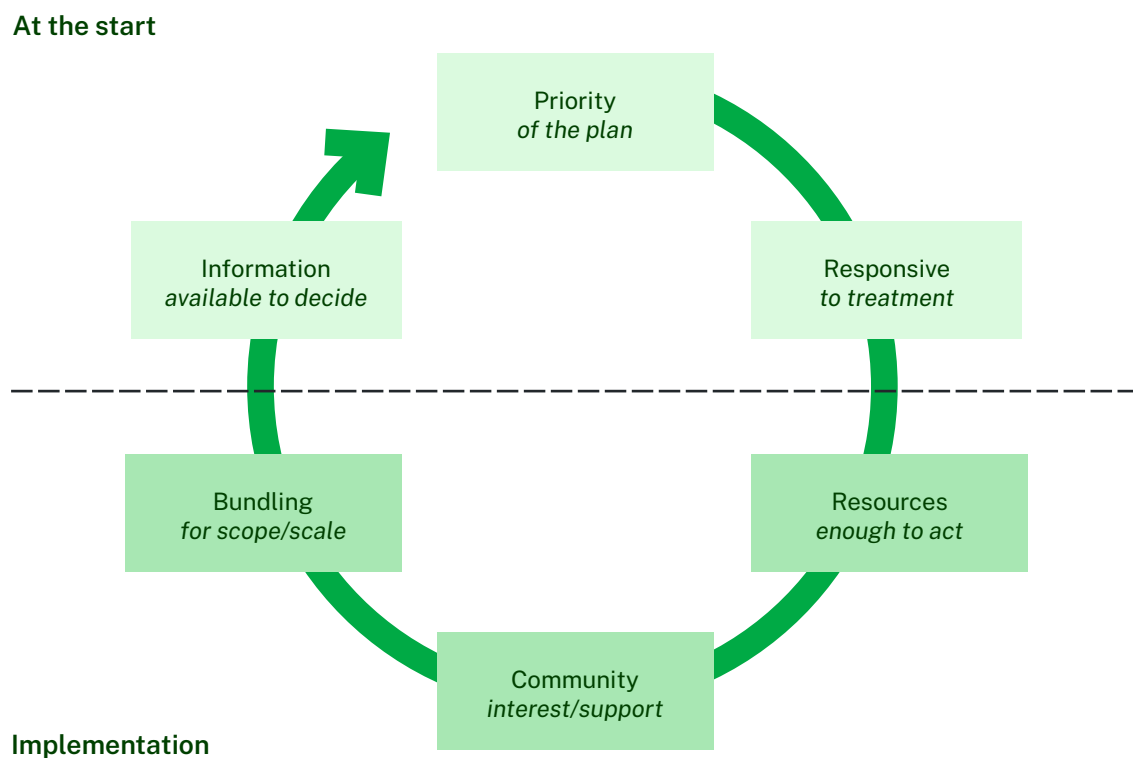 At the start
Priority
of the plan
Information
available to decide
Responsive
to treatment
Bundling
for scope/scale
Resources
enough to act
Community
interest/support
Implementation